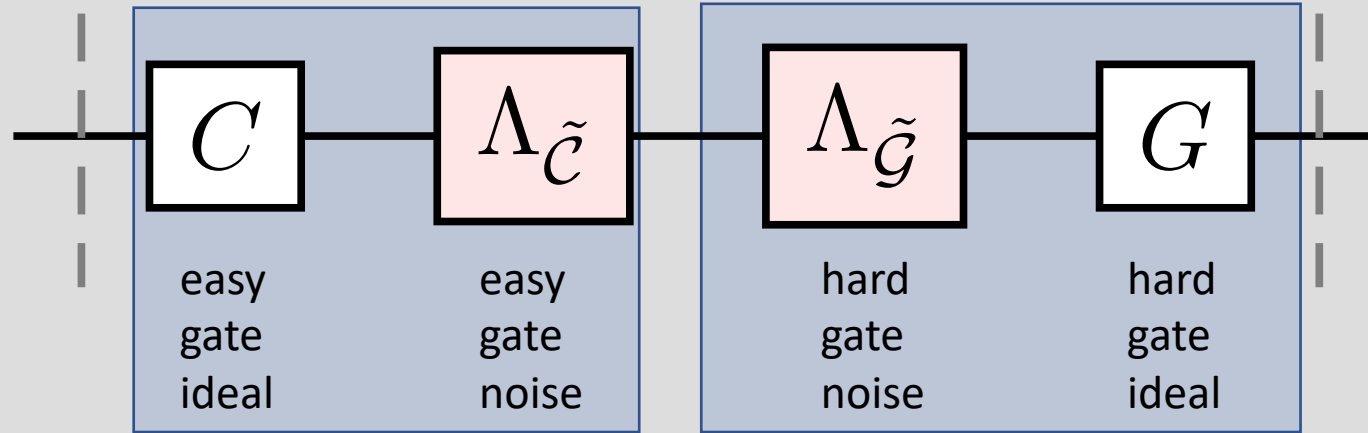 C Λ_𝒞̃ Λ_𝒢̃ G
easy easy hard hard
gate gate gate gate
ideal noise noise ideal